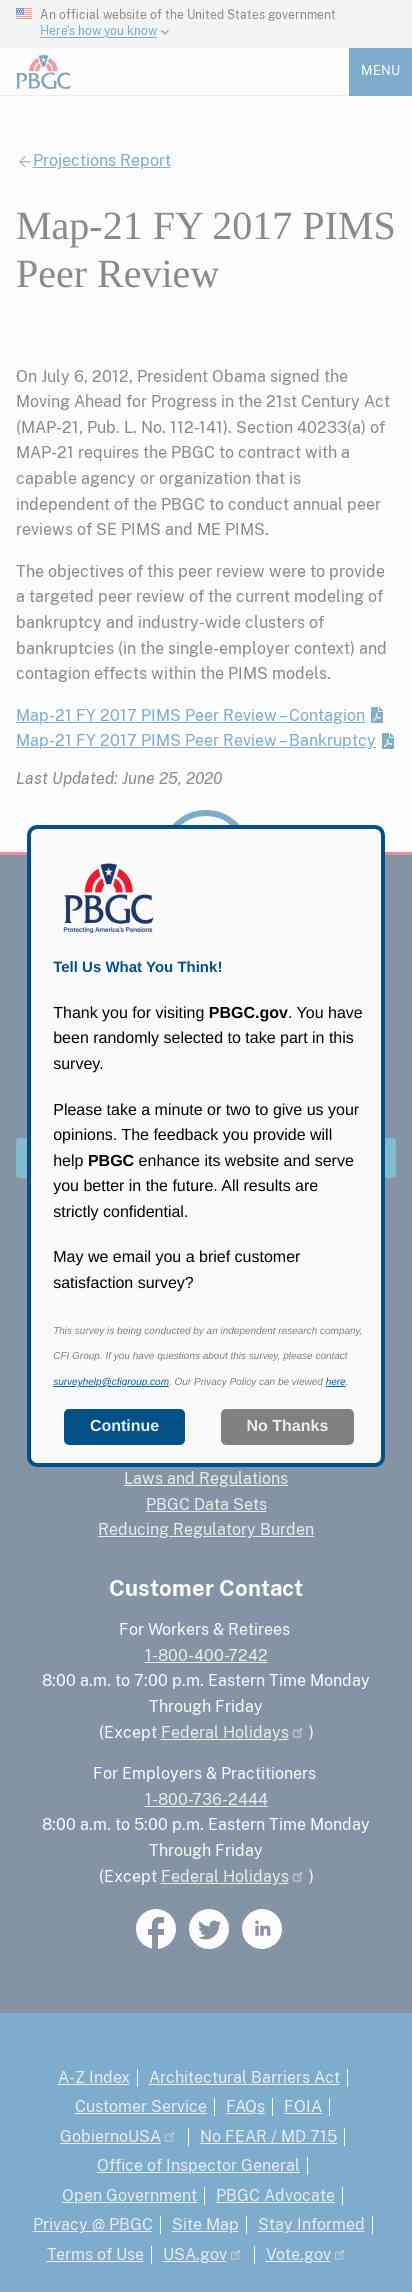 An official website of the United States government
Here's how you know
PBGC
MENU
Projections Report
Map-21 FY 2017 PIMS
Peer Review
On July 6, 2012, President Obama signed the
Moving Ahead for Progress in the 21st Century Act
(MAP-21, Pub. L. No. 112-141). Section 40233(a) of
MAP-21 requires the PBGC to contract with a
capable agency or organization that is
independent of the PBGC to conduct annual peer
reviews of SE PIMS and ME PIMS.
The objectives of this peer review were to provide
a targeted peer review of the current modeling of
bankruptcy and industry-wide clusters of
bankruptcies (in the single-employer context) and
contagion effects within the PIMS models.
Map-21 FY 2017 PIMS Peer Review – Contagion
Map-21 FY 2017 PIMS Peer Review – Bankruptcy
Last Updated: June 25, 2020
PBGC
Protecting America's Pensions
Tell Us What You Think!
Thank you for visiting PBGC.gov. You have
been randomly selected to take part in this
survey.
Please take a minute or two to give us your
opinions. The feedback you provide will
help PBGC enhance its website and serve
you better in the future. All results are
strictly confidential.
May we email you a brief customer
satisfaction survey?
This survey is being conducted by an independent research company,
CFI Group. If you have questions about this survey, please contact
surveyhelp@cfigroup.com. Our Privacy Policy can be viewed here.
Continue
No Thanks
Laws and Regulations
PBGC Data Sets
Reducing Regulatory Burden
Customer Contact
For Workers & Retirees
1-800-400-7242
8:00 a.m. to 7:00 p.m. Eastern Time Monday
Through Friday
(Except Federal Holidays )
For Employers & Practitioners
1-800-736-2444
8:00 a.m. to 5:00 p.m. Eastern Time Monday
Through Friday
(Except Federal Holidays )
A-Z Index | Architectural Barriers Act |
Customer Service | FAQs | FOIA |
GobiernoUSA | No FEAR / MD 715 |
Office of Inspector General |
Open Government | PBGC Advocate |
Privacy @ PBGC | Site Map | Stay Informed |
Terms of Use | USA.gov | Vote.gov